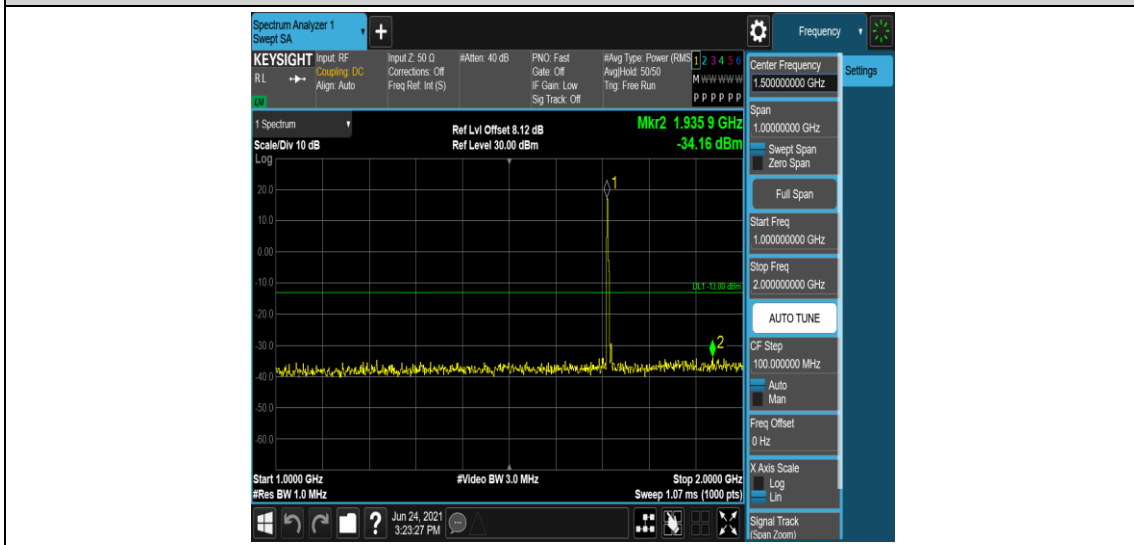 Spectrum Analyzer 1
Swept SA
+
Frequency
KEYSIGHT
RL
Input: RF
Coupling: DC
Align: Auto
Input Z: 50 Ω
Corrections: Off
Freq Ref: Int (S)
#Atten: 40 dB
PNO: Fast
Gate: Off
IF Gain: Low
Sig Track: Off
#Avg Type: Power (RMS
Avg|Hold: 50/50
Trig: Free Run
1 2 3 4 5 6
M W W W W W
P P P P P P
1 Spectrum
Scale/Div 10 dB
Ref Lvl Offset 8.12 dB
Ref Level 30.00 dBm
Mkr2 1.935 9 GHz
-34.16 dBm
Log
1
20.0
10.0
0.00
-10.0
DL1 -13.00 dBm
-20.0
-30.0
2
-40.0
-50.0
-60.0
Start 1.0000 GHz
#Res BW 1.0 MHz
#Video BW 3.0 MHz
Stop 2.0000 GHz
Sweep 1.07 ms (1000 pts)
Center Frequency
1.500000000 GHz
Settings
Span
1.00000000 GHz
Swept Span
Zero Span
Full Span
Start Freq
1.000000000 GHz
Stop Freq
2.000000000 GHz
AUTO TUNE
CF Step
100.000000 MHz
Auto
Man
Freq Offset
0 Hz
X Axis Scale
Log
Lin
Signal Track
(Span Zoom)
?
Jun 24, 2021
3:23:27 PM